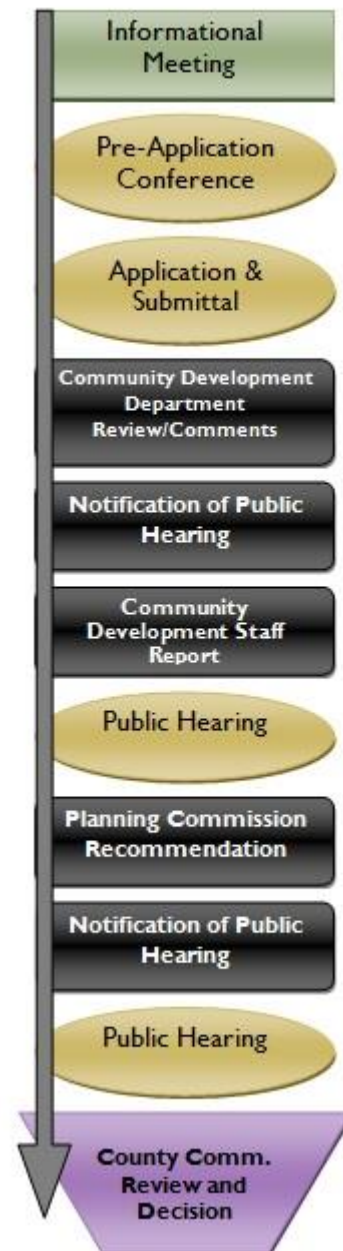 Informational
Meeting
Pre-Application
Conference
Application &
Submittal
Community Development
Department
Review/Comments
Notification of Public
Hearing
Community
Development Staff
Report
Public Hearing
Planning Commission
Recommendation
Notification of Public
Hearing
Public Hearing
County Comm.
Review and
Decision